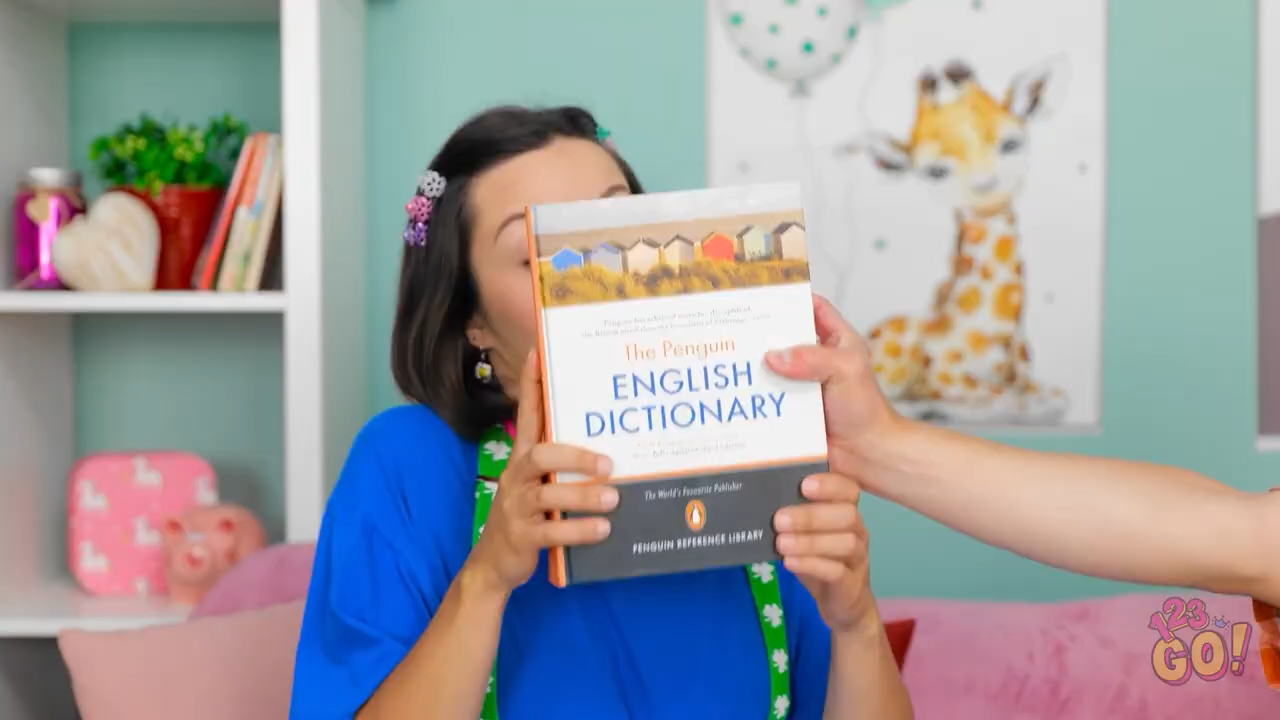 The Penguin
ENGLISH
DICTIONARY
The World's Favourite Publisher
PENGUIN REFERENCE LIBRARY
123
GO!